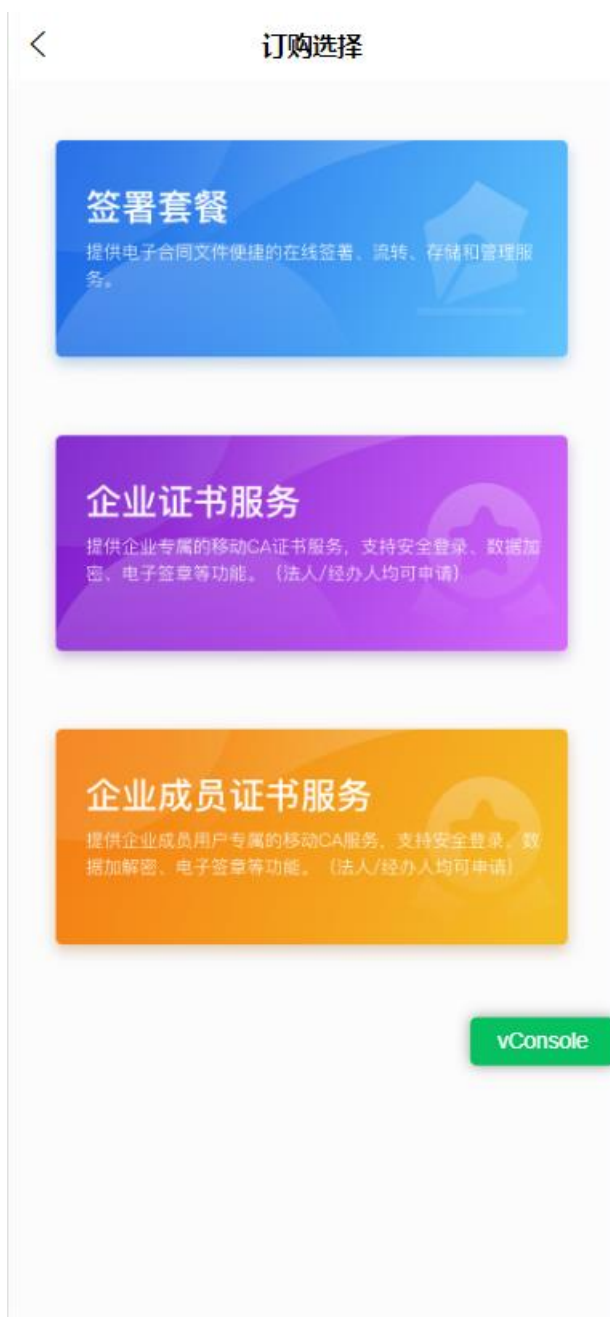 订购选择
签署套餐
提供电子合同文件便捷的在线签署、流转、存储和管理服
务。
企业证书服务
提供企业专属的移动CA证书服务，支持安全登录、数据加
密、电子签章等功能。（法人/经办人均可申请）
企业成员证书服务
提供企业成员用户专属的移动CA服务，支持安全登录、数
据加解密、电子签章等功能。（法人/经办人均可申请）
vConsole